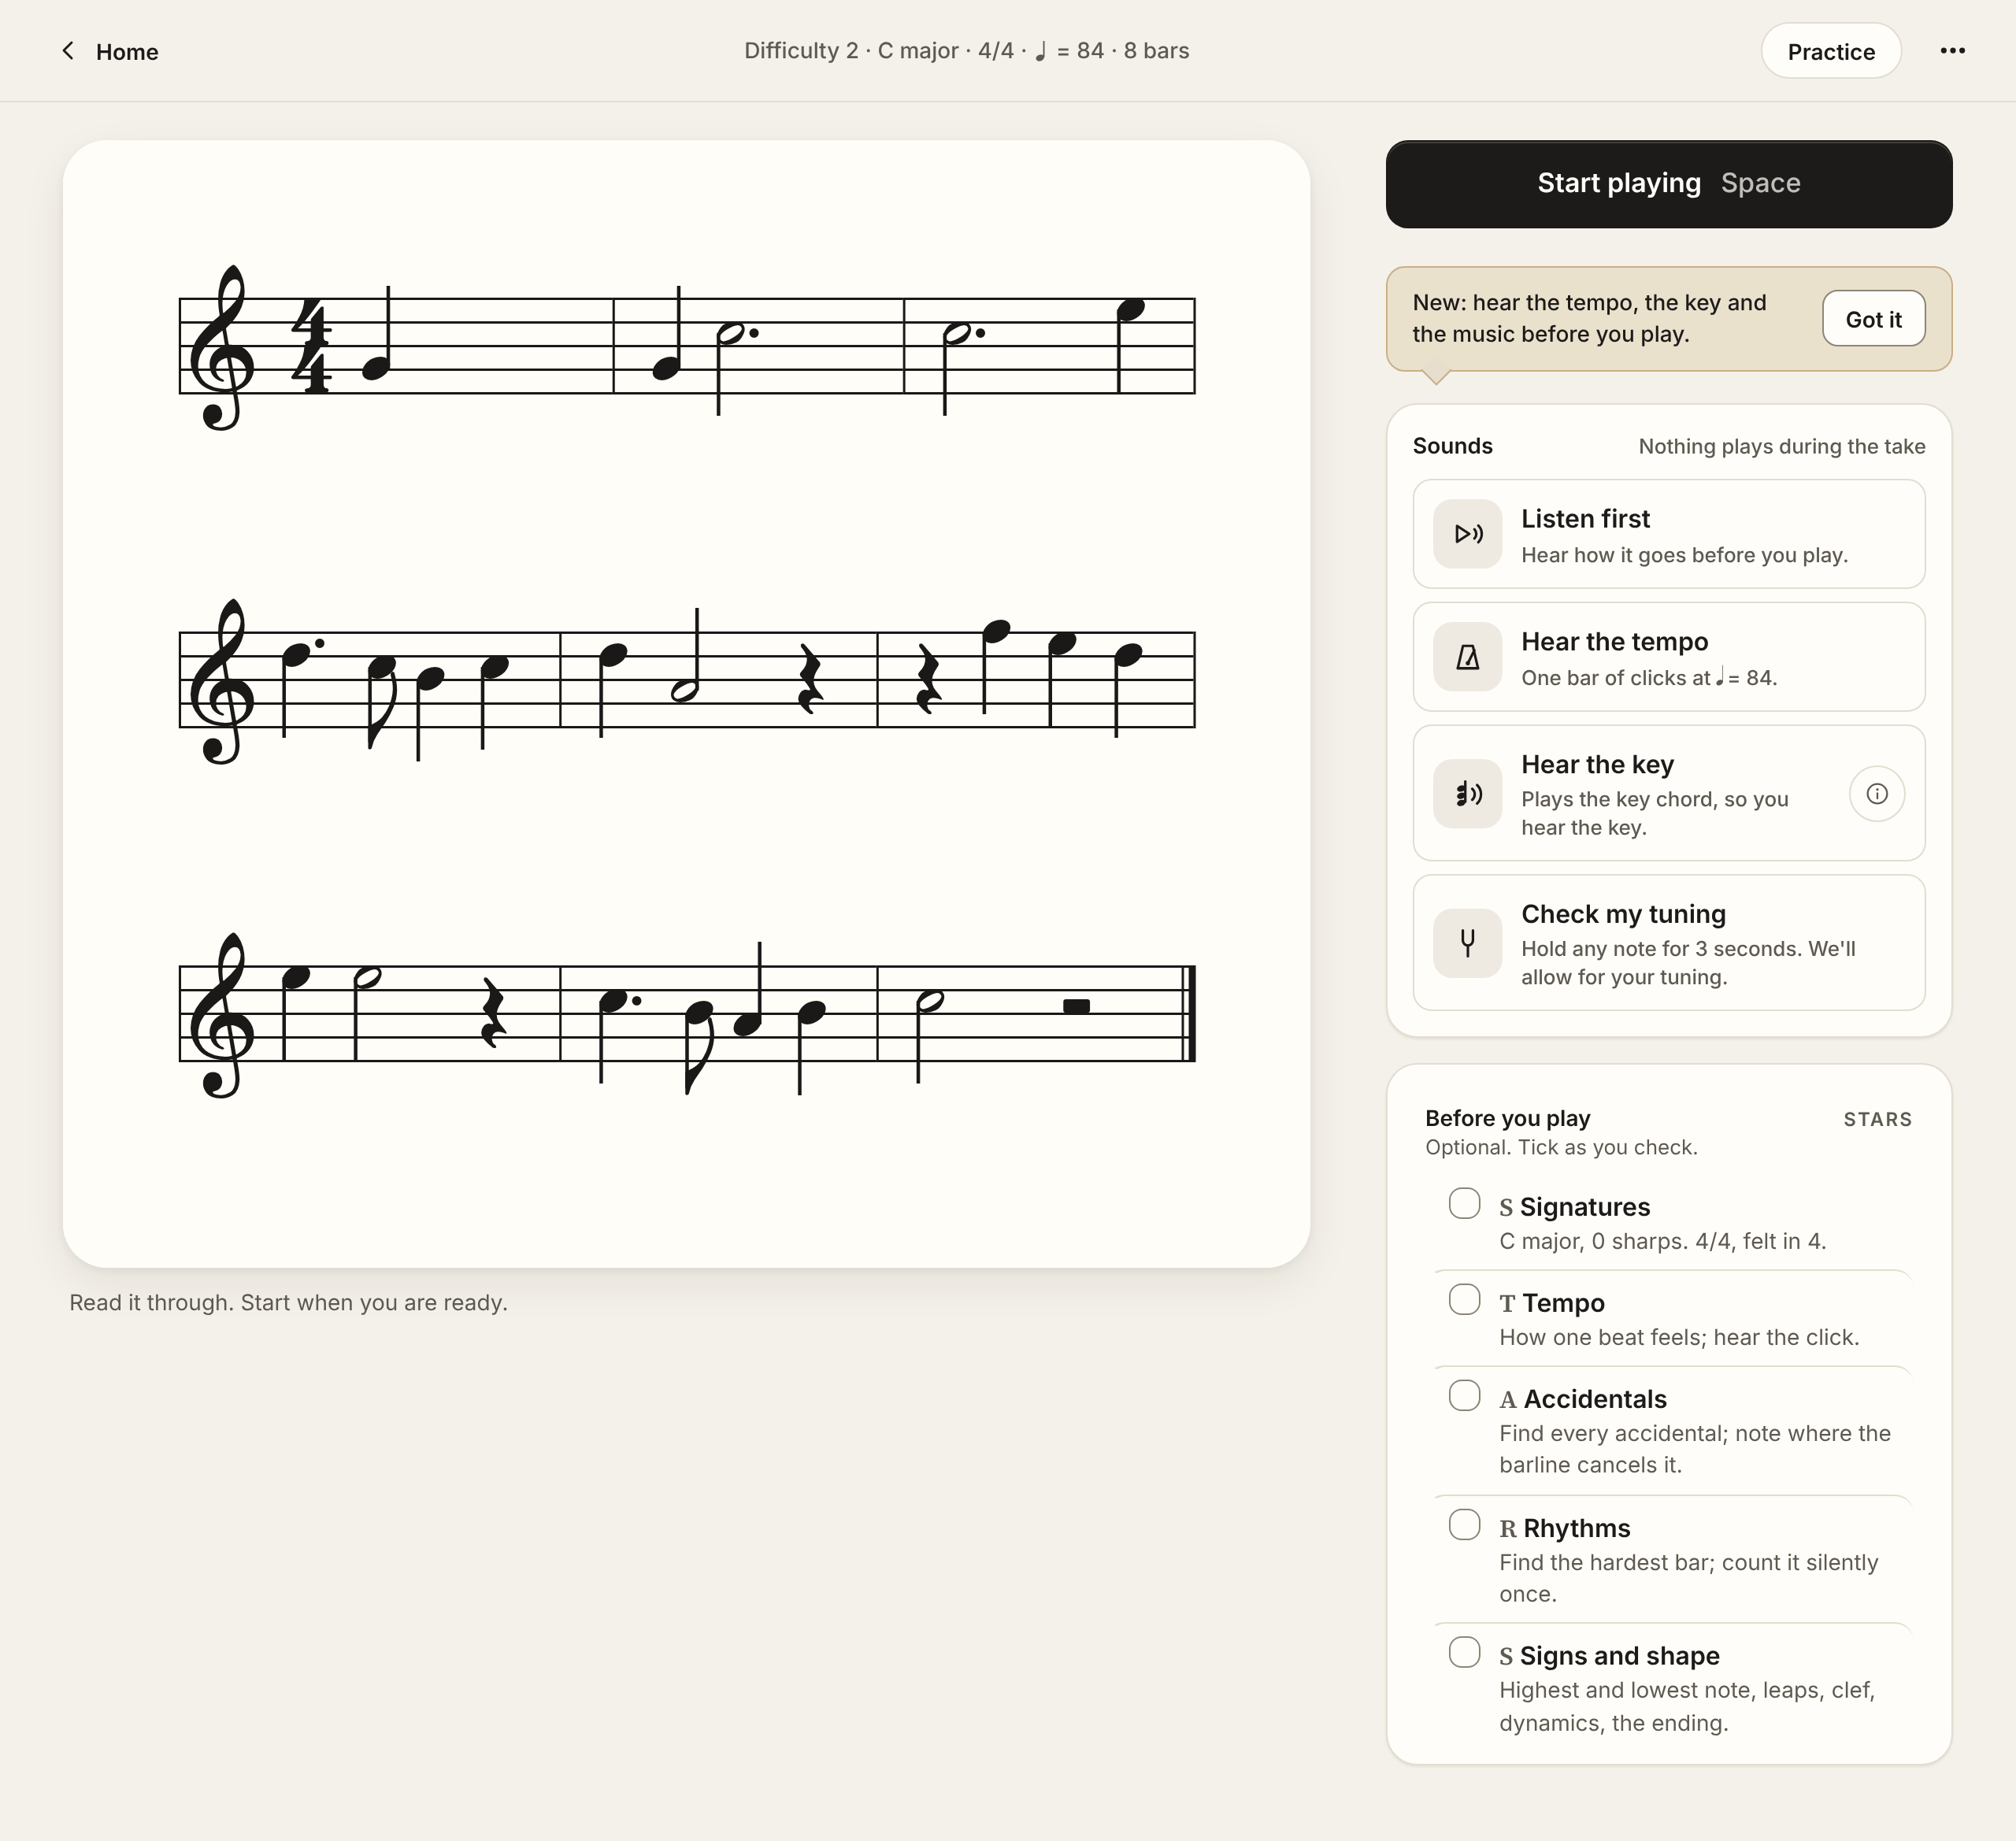 Home
Difficulty 2 · C major · 4/4 · ♩ = 84 · 8 bars
Practice
Start playing Space
New: hear the tempo, the key and
the music before you play.
Got it
Sounds
Nothing plays during the take
Listen first
Hear how it goes before you play.
Hear the tempo
One bar of clicks at ♩ = 84.
Hear the key
Plays the key chord, so you
hear the key.
Check my tuning
Hold any note for 3 seconds. We'll
allow for your tuning.
Before you play
STARS
Optional. Tick as you check.
S Signatures
C major, 0 sharps. 4/4, felt in 4.
T Tempo
How one beat feels; hear the click.
A Accidentals
Find every accidental; note where the
barline cancels it.
R Rhythms
Find the hardest bar; count it silently
once.
S Signs and shape
Highest and lowest note, leaps, clef,
dynamics, the ending.
4
4
Read it through. Start when you are ready.